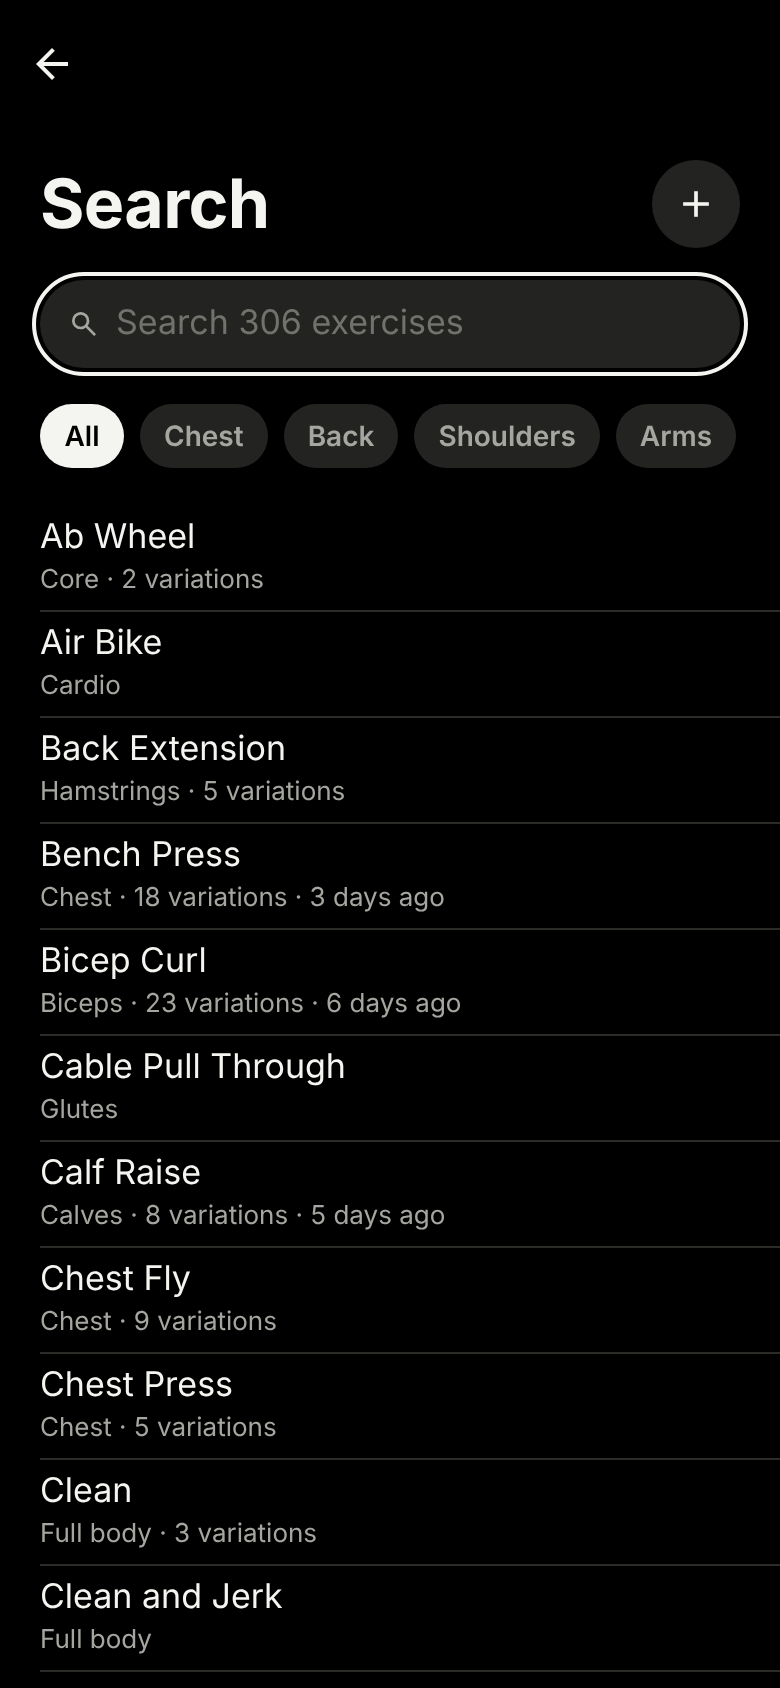 Search
Search 306 exercises
All Chest Back Shoulders Arms
Ab Wheel
Core · 2 variations
Air Bike
Cardio
Back Extension
Hamstrings · 5 variations
Bench Press
Chest · 18 variations · 3 days ago
Bicep Curl
Biceps · 23 variations · 6 days ago
Cable Pull Through
Glutes
Calf Raise
Calves · 8 variations · 5 days ago
Chest Fly
Chest · 9 variations
Chest Press
Chest · 5 variations
Clean
Full body · 3 variations
Clean and Jerk
Full body